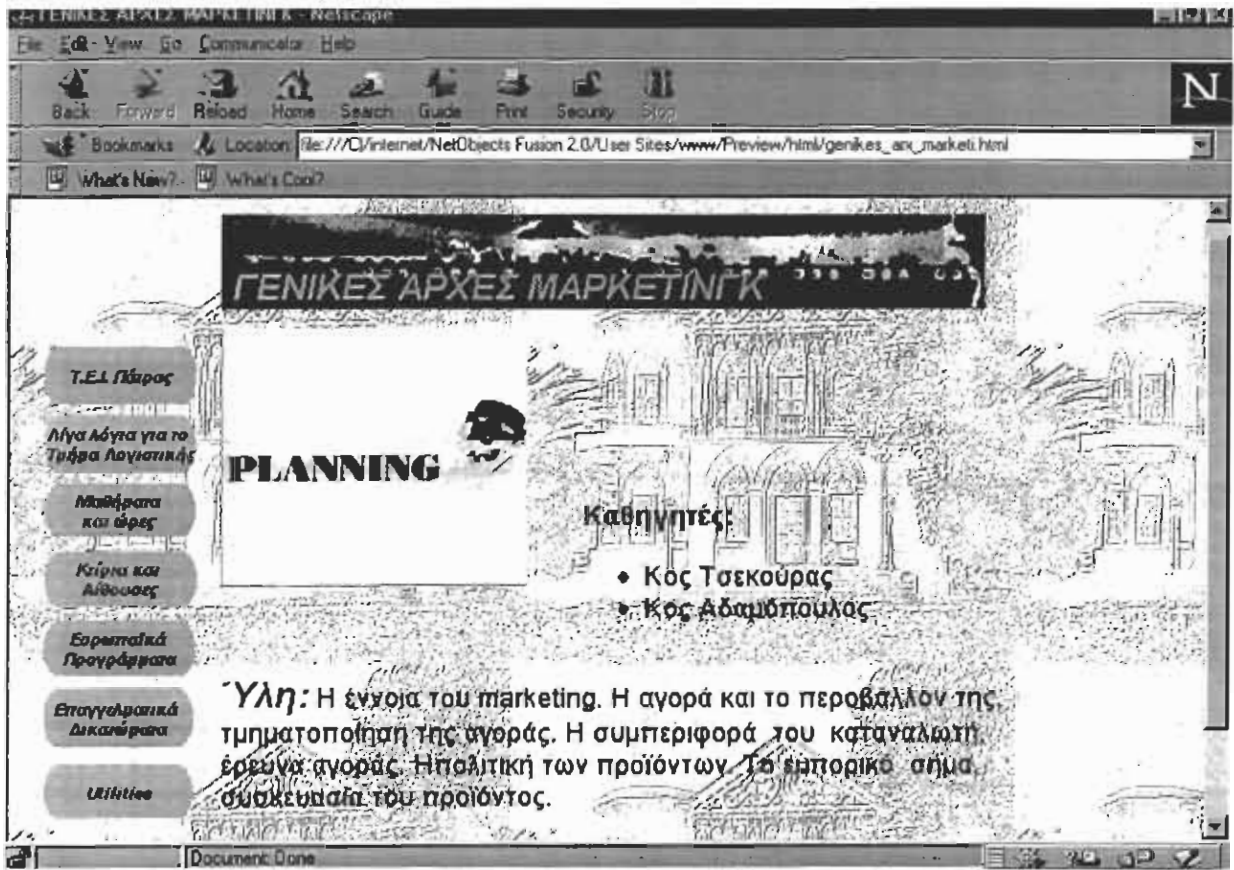 ΓΕΝΙΚΕΣ ΑΡΧΕΣ ΜΑΡΚΕΤΙΝΓΚ - Netscape
File Edit View Go Communicator Help
Back Forward Reload Home Search Guide Print Security Stop
N
Bookmarks Location: file:///C|/internet/NetObjects Fusion 2.0/User Sites/www/Preview/html/genikes_arx_marketi.html
What's New? What's Cool?
ΓΕΝΙΚΕΣ ΑΡΧΕΣ ΜΑΡΚΕΤΙΝΓΚ
Τ.Ε.Ι. Πάτρας
Λίγα λόγια για το
Τμήμα Λογιστικής
Μαθήματα
και ώρες
Κτίρια και
Αίθουσες
Ευρωπαϊκά
Προγράμματα
Επαγγελματικά
Δικαιώματα
Utilities
PLANNING
Καθηγητές:
• Κος Τσεκούρας
• Κος Αδαμόπουλος
Ύλη: Η έννοια του marketing. Η αγορά και το περοβάλλον της,
τμηματοποίηση της αγοράς. Η συμπεριφορά του καταναλωτή,
έρευνα αγοράς. Ηπολιτική των προϊόντων. Το εμπορικό σήμα,
συσκευασία του προϊόντος.
Document: Done